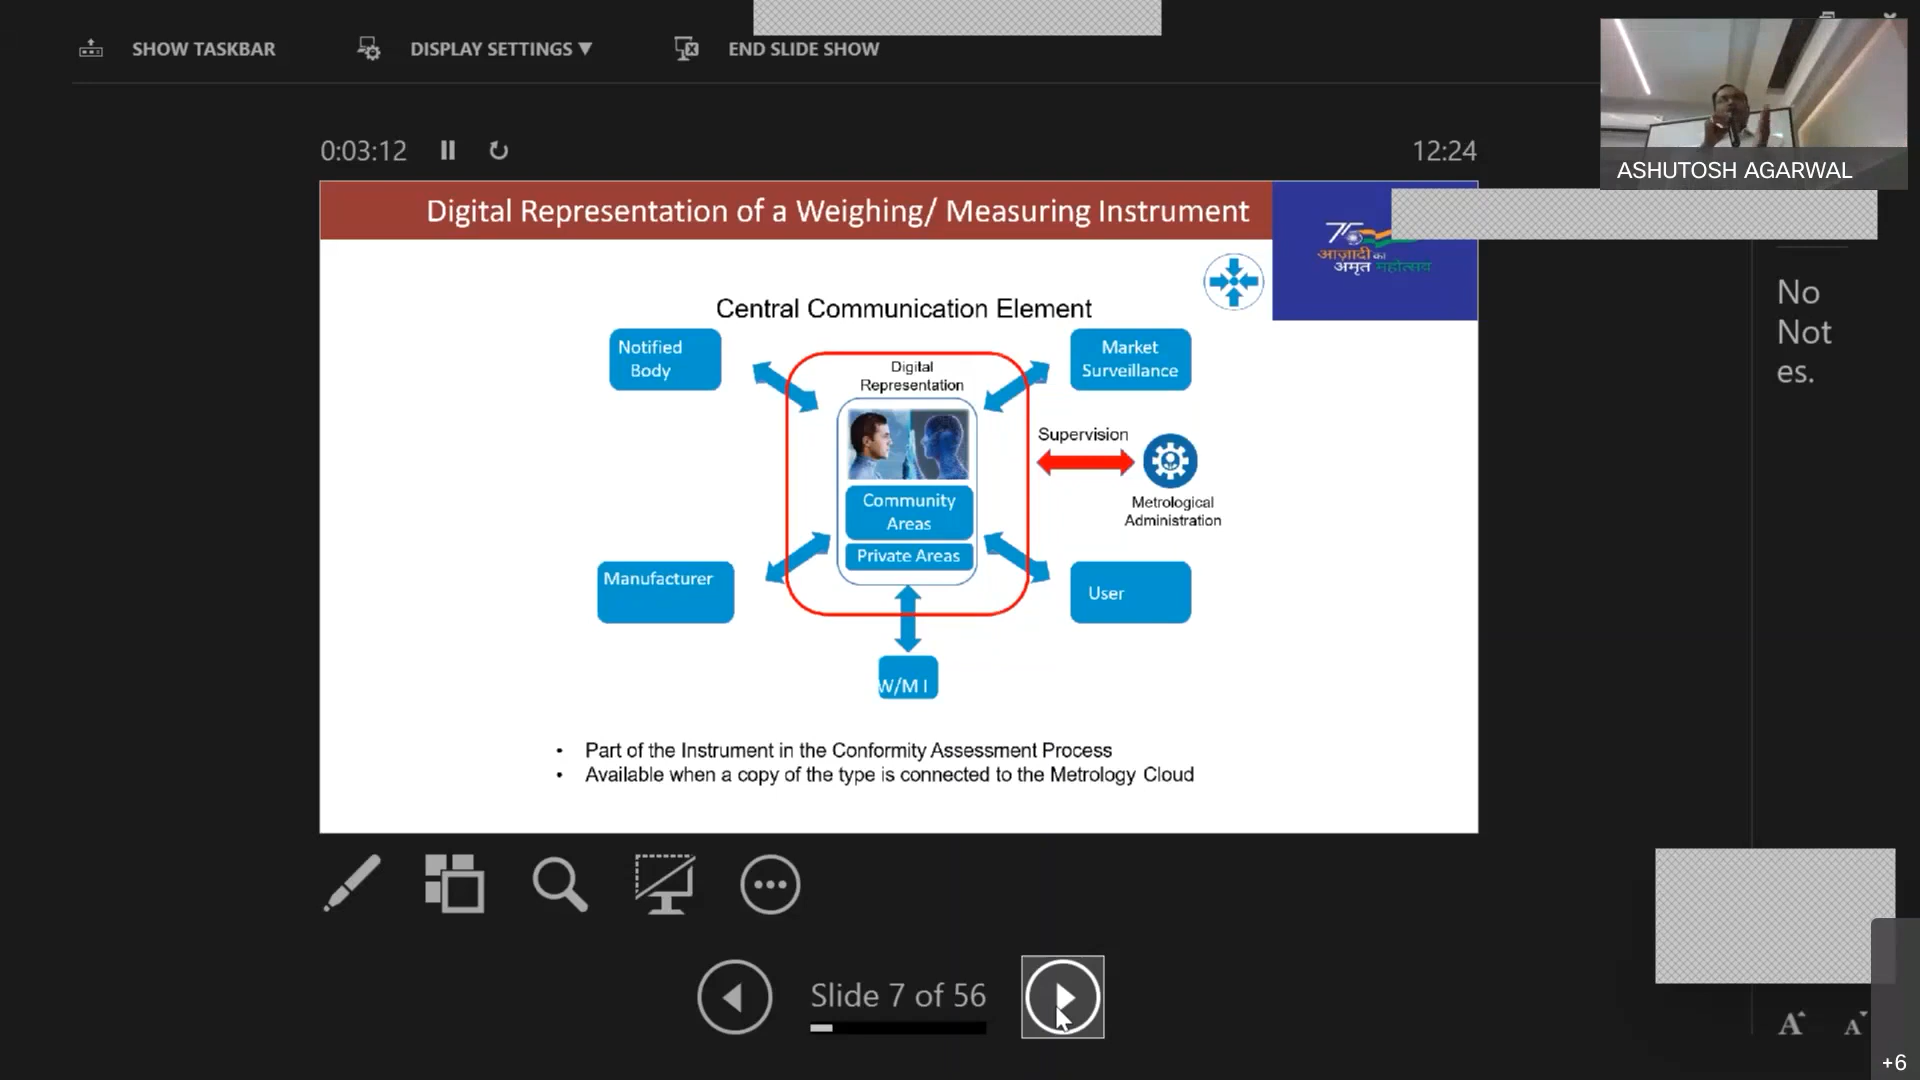 SHOW TASKBAR
DISPLAY SETTINGS ▼
END SLIDE SHOW
ASHUTOSH AGARWAL
0:03:12
12:24
Digital Representation of a Weighing/ Measuring Instrument
आज़ादी का
अमृत महोत्सव
Central Communication Element
Notified
Body
Digital
Representation
Market
Surveillance
Supervision
Metrological
Administration
Community
Areas
Private Areas
Manufacturer
User
W/M I
• Part of the Instrument in the Conformity Assessment Process
• Available when a copy of the type is connected to the Metrology Cloud
No
Not
es.
Slide 7 of 56
A
A
+6